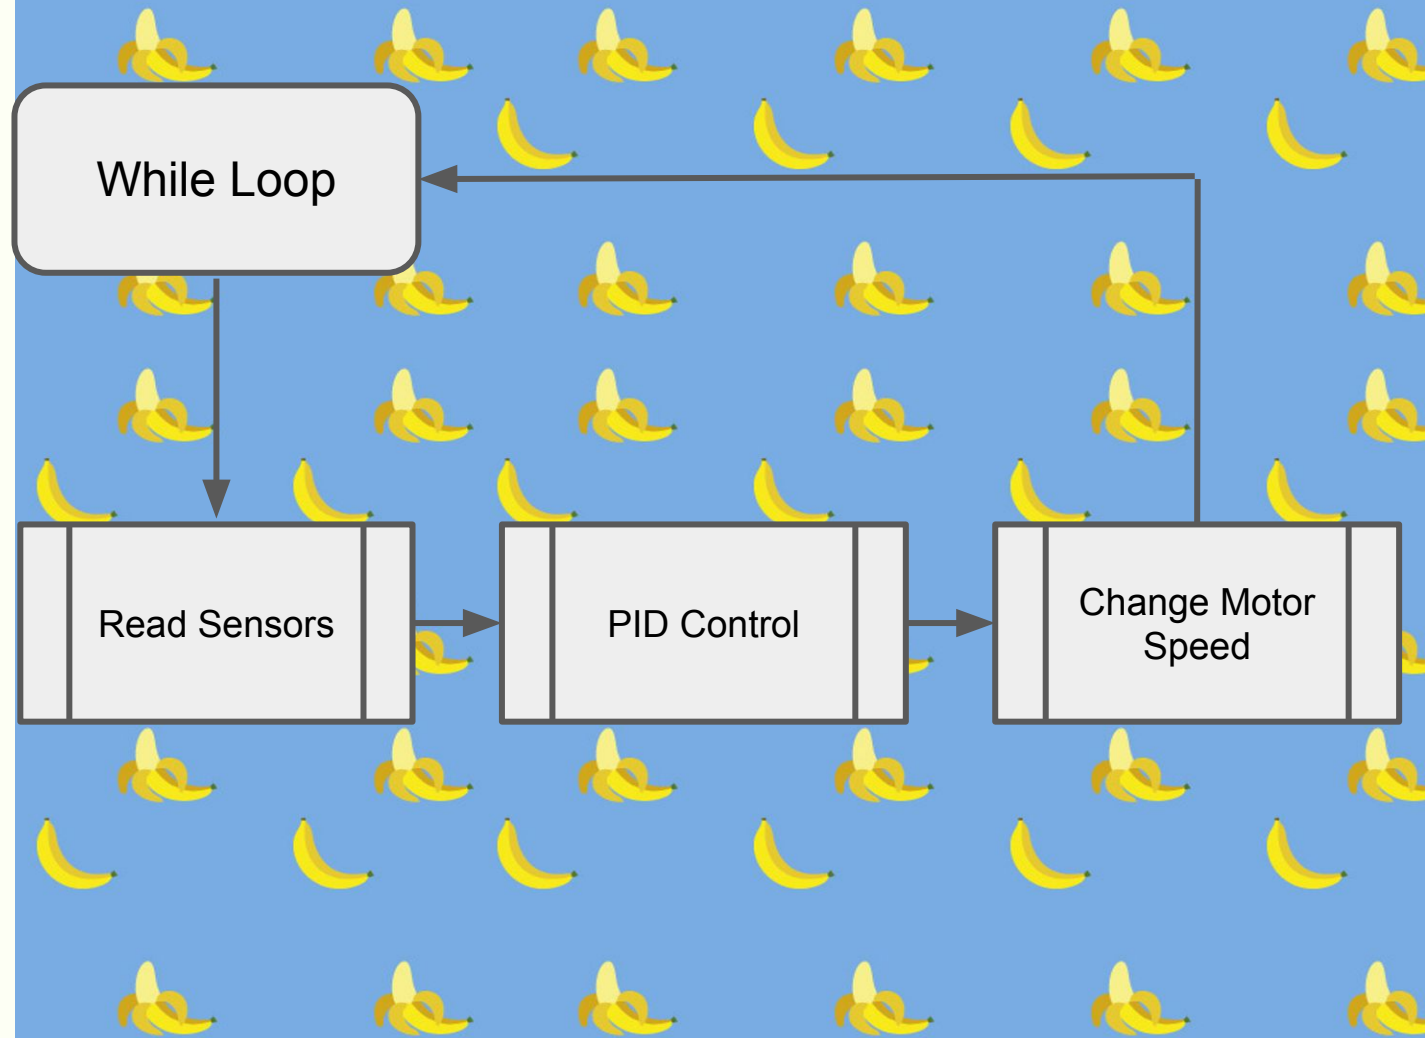 While Loop
Read Sensors
PID Control
Change Motor
Speed